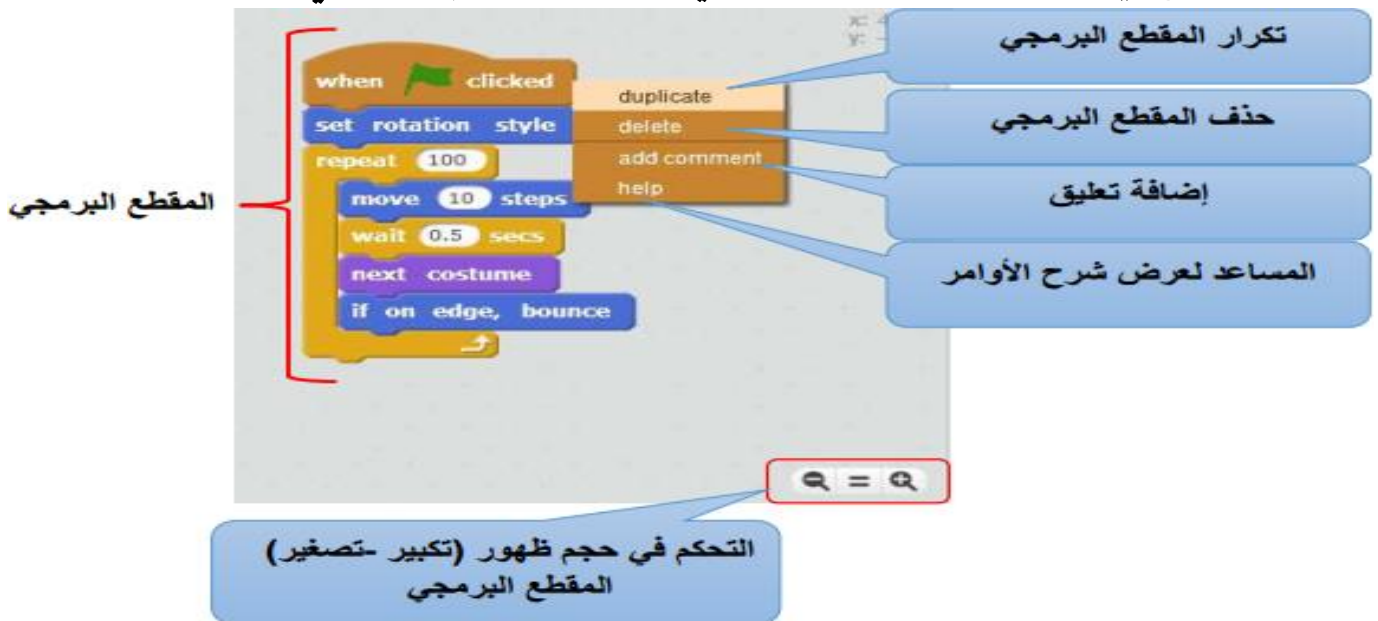 x:
y:
تكرار المقطع البرمجي
when clicked
duplicate
set rotation style
delete
حذف المقطع البرمجي
repeat 100
add comment
إضافة تعليق
help
المقطع البرمجي
move 10 steps
wait 0.5 secs
next costume
المساعد لعرض شرح الأوامر
if on edge, bounce
=
التحكم في حجم ظهور (تكبير -تصغير)
المقطع البرمجي